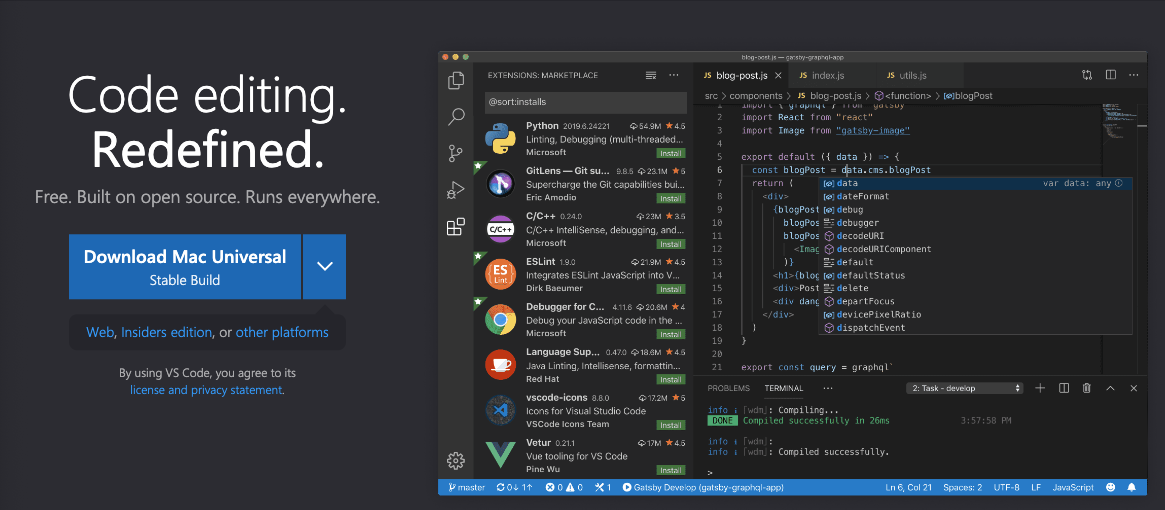 Code editing.
Redefined.
Free. Built on open source. Runs everywhere.
Download Mac Universal
Stable Build
Web, Insiders edition, or other platforms
By using VS Code, you agree to its
license and privacy statement.
blog-post.js — gatsby-graphql-app
EXTENSIONS: MARKETPLACE
@sort:installs
Python 2019.6.24221 54.9M ★ 4.5
Linting, Debugging (multi-threaded...
Microsoft Install
GitLens — Git su... 9.8.5 23.1M ★ 5
Supercharge the Git capabilities bui...
Eric Amodio Install
C/C++ 0.24.0 23M ★ 3.5
C/C++ IntelliSense, debugging, and...
Microsoft Install
ESLint 1.9.0 21.9M ★ 4.5
Integrates ESLint JavaScript into V...
Dirk Baeumer Install
Debugger for C... 4.11.6 20.6M ★ 4
Debug your JavaScript code in the ...
Microsoft Install
Language Sup... 0.47.0 18.6M ★ 4.5
Java Linting, Intellisense, formattin...
Red Hat Install
vscode-icons 8.8.0 17.2M ★ 5
Icons for Visual Studio Code
VSCode Icons Team Install
Vetur 0.21.1 17M ★ 4.5
Vue tooling for VS Code
Pine Wu Install
C/C++
ES
Lint
JS blog-post.js JS index.js JS utils.js
src > components > JS blog-post.js > <function> > blogPost
1 import { graphql } from "gatsby"
2 import React from "react"
3 import Image from "gatsby-image"
4
5 export default ({ data }) => {
6 const blogPost = data.cms.blogPost
7 return (
8 <div>
9 {blogPos
10 blogPos
11 blogPos
12 <Imag
13 )}
14 <h1>{blog
15 <div>Post
16 <div dang
17 </div>
18 )
19 }
20
21 export const query = graphql`
data var data: any
dateFormat
debug
debugger
decodeURI
decodeURIComponent
default
defaultStatus
delete
departFocus
devicePixelRatio
dispatchEvent
PROBLEMS TERMINAL ... 2: Task - develop
info ｢wdm｣: Compiling...
DONE Compiled successfully in 26ms 3:57:58 PM
info ｢wdm｣:
info ｢wdm｣: Compiled successfully.
>
master 0↓ 1↑ 0 0 1 Gatsby Develop (gatsby-graphql-app) Ln 6, Col 21 Spaces: 2 UTF-8 LF JavaScript